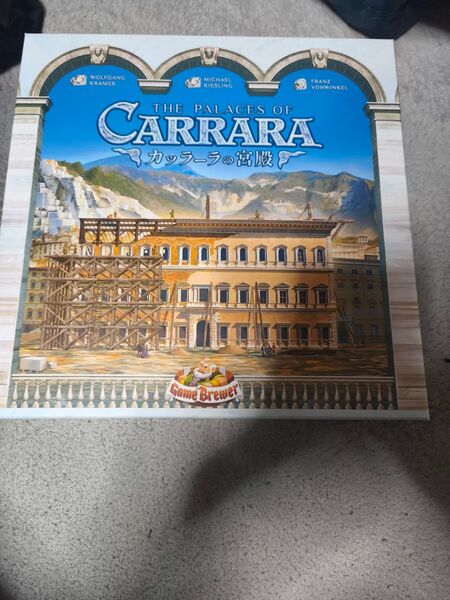 WOLFGANG
KRAMER
MICHAEL
KIESLING
FRANZ
VOHWINKEL
THE PALACES OF
CARRARA
カッラーラの宮殿
Game Brewer